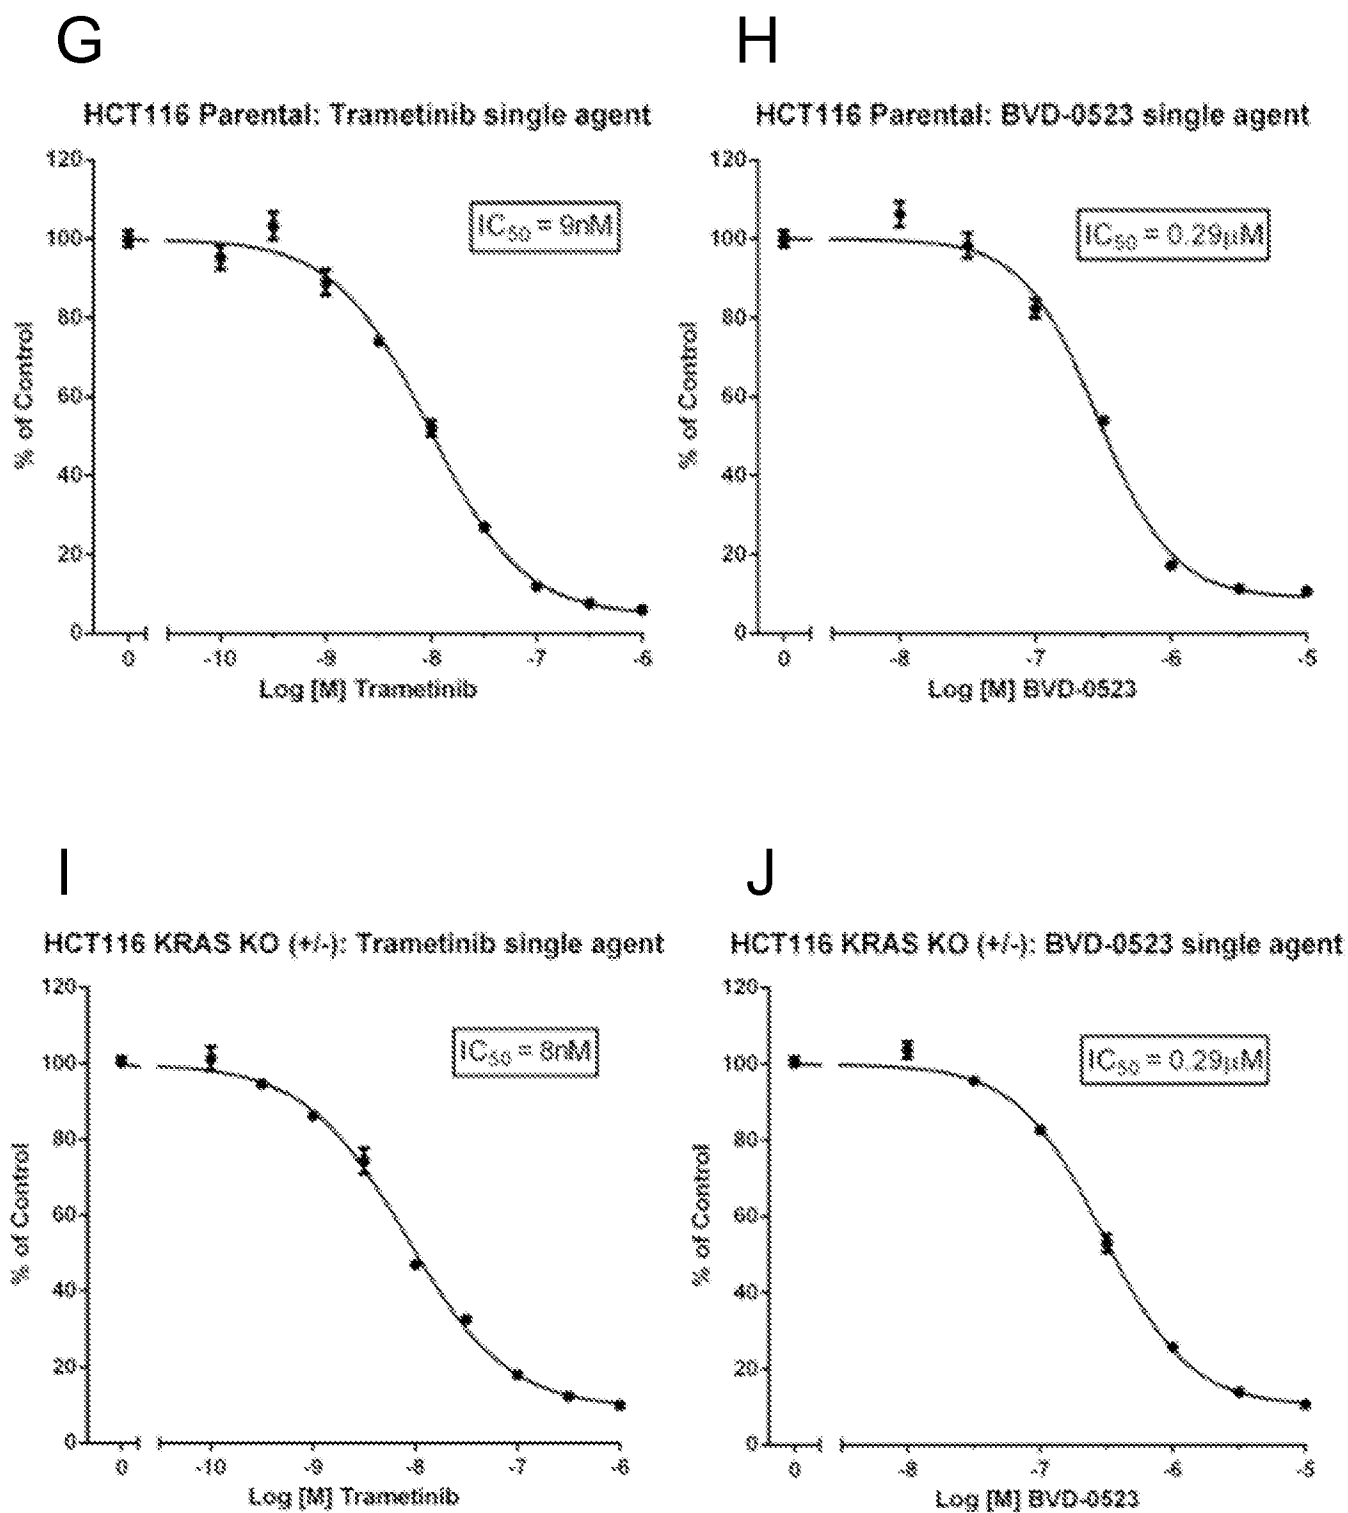 G
HCT116 Parental: Trametinib single agent
120
100
80
60
40
20
0
% of Control
IC50 = 9nM
0 -10 -9 -8 -7 -6
Log [M] Trametinib
H
HCT116 Parental: BVD-0523 single agent
120
100
80
60
40
20
0
% of Control
IC50 = 0.29μM
0 -8 -7 -6 -5
Log [M] BVD-0523
I
HCT116 KRAS KO (+/-): Trametinib single agent
120
100
80
60
40
20
0
% of Control
IC50 = 8nM
0 -10 -9 -8 -7 -6
Log [M] Trametinib
J
HCT116 KRAS KO (+/-): BVD-0523 single agent
120
100
80
60
40
20
0
% of Control
IC50 = 0.29μM
0 -8 -7 -6 -5
Log [M] BVD-0523